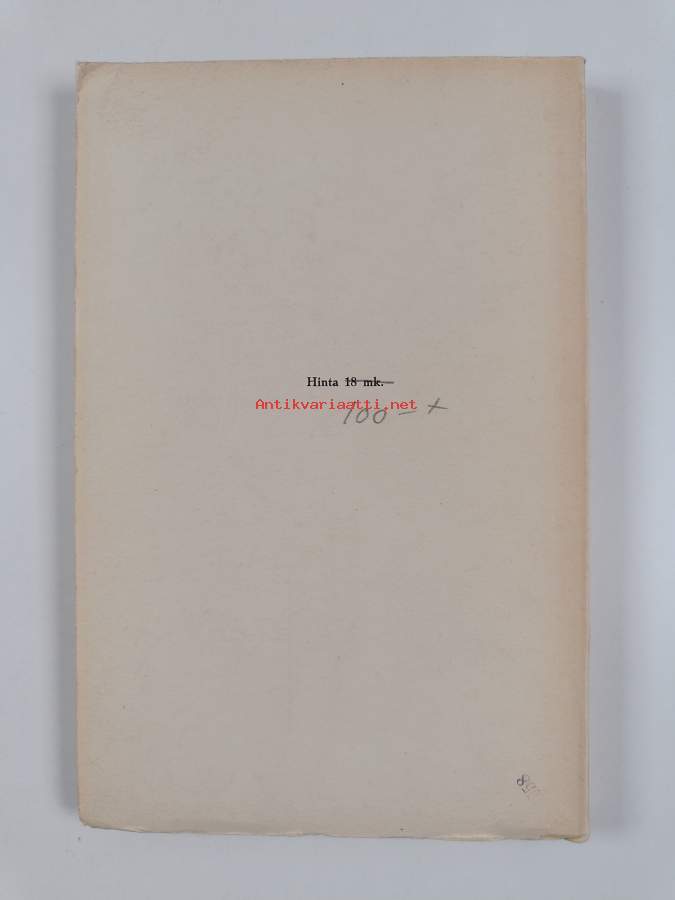 Hinta 18 mk.
Antikvariaatti.net
100 - +